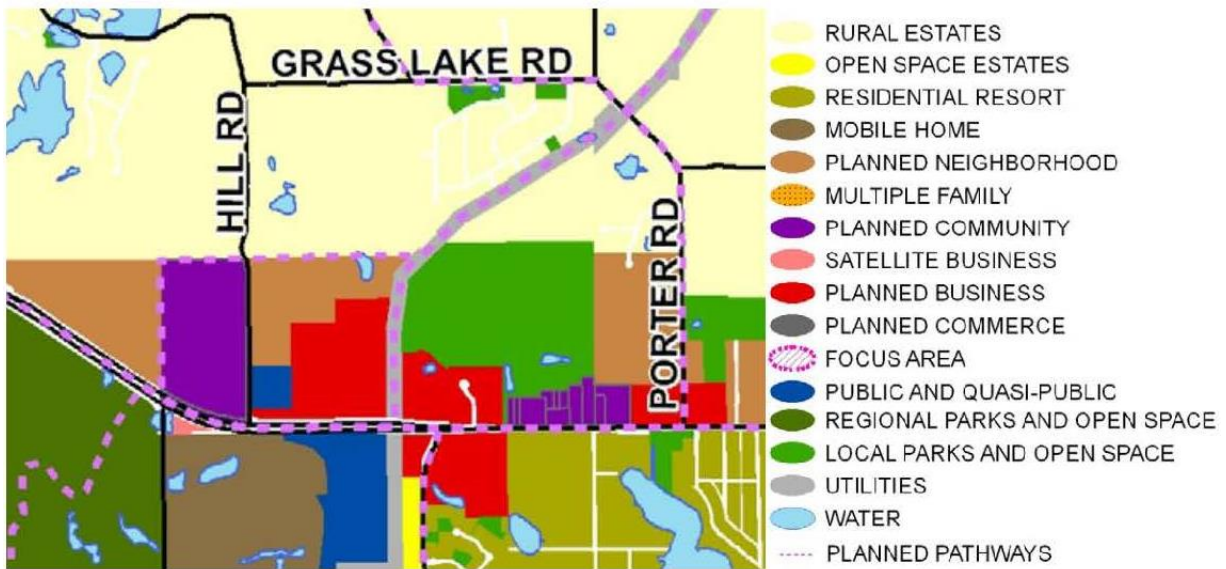 GRASS LAKE RD
HILL RD
PORTER RD
RURAL ESTATES
OPEN SPACE ESTATES
RESIDENTIAL RESORT
MOBILE HOME
PLANNED NEIGHBORHOOD
MULTIPLE FAMILY
PLANNED COMMUNITY
SATELLITE BUSINESS
PLANNED BUSINESS
PLANNED COMMERCE
FOCUS AREA
PUBLIC AND QUASI-PUBLIC
REGIONAL PARKS AND OPEN SPACE
LOCAL PARKS AND OPEN SPACE
UTILITIES
WATER
PLANNED PATHWAYS